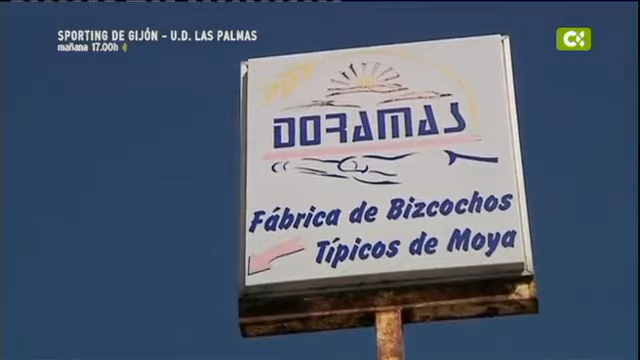 SPORTING DE GIJÓN - U.D. LAS PALMAS
mañana 17.00h
DORAMAS
Fábrica de Bizcochos
Típicos de Moya